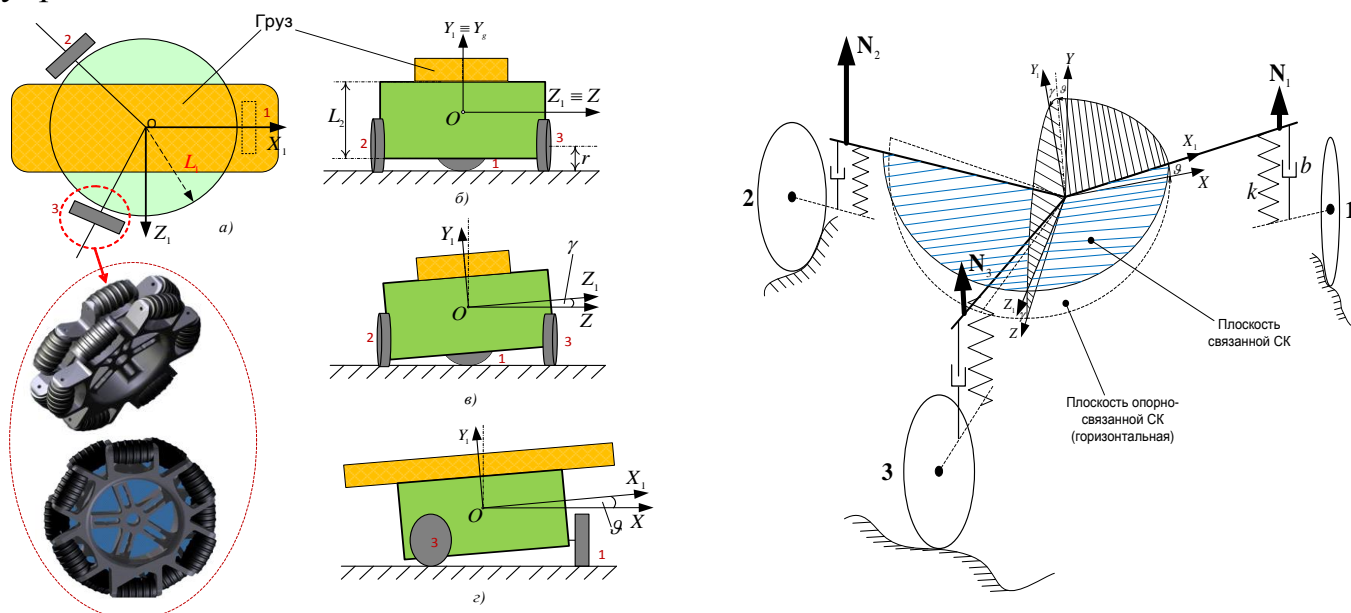 Груз
2
O
1
X₁
L₁
3
Z₁
а)
Y₁ ≡ Y_g
Z₁ ≡ Z
L₂
O
2
3
1
r
б)
Y₁
γ
Z₁
Z
O
2
3
1
в)
Y₁
X₁
X
O
ϑ
3
1
г)
N₂
N₁
Y₁
γ
ϑ
Y
X₁
ϑ
X
b
k
1
2
N₃
Z₁
Z
Плоскость
связанной СК
Плоскость опорно-
связанной СК
(горизонтальная)
3